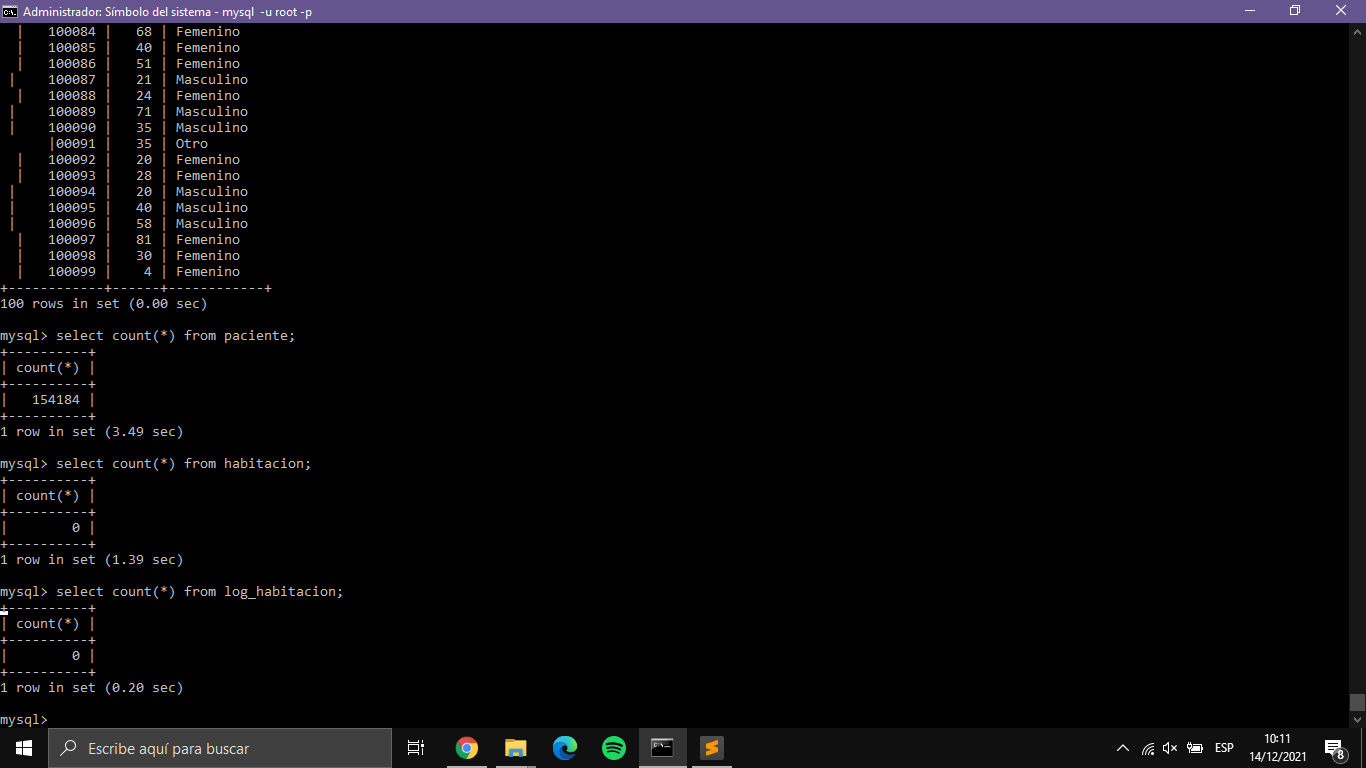 Administrador: Símbolo del sistema - mysql  -u root -p
  |   100084 |   68 | Femenino
  |   100085 |   40 | Femenino
  |   100086 |   51 | Femenino
 |    100087 |   21 | Masculino
  |   100088 |   24 | Femenino
 |    100089 |   71 | Masculino
 |    100090 |   35 | Masculino
      |00091 |   35 | Otro
  |   100092 |   20 | Femenino
  |   100093 |   28 | Femenino
 |    100094 |   20 | Masculino
 |    100095 |   40 | Masculino
 |    100096 |   58 | Masculino
  |   100097 |   81 | Femenino
  |   100098 |   30 | Femenino
  |   100099 |    4 | Femenino
+------------+------+------------+
100 rows in set (0.00 sec)
mysql> select count(*) from paciente;
+----------+
| count(*) |
+----------+
|   154184 |
+----------+
1 row in set (3.49 sec)
mysql> select count(*) from habitacion;
+----------+
| count(*) |
+----------+
|        0 |
+----------+
1 row in set (1.39 sec)
mysql> select count(*) from log_habitacion;
+----------+
| count(*) |
+----------+
|        0 |
+----------+
1 row in set (0.20 sec)
mysql>
Escribe aquí para buscar
ESP
10:11
14/12/2021
8